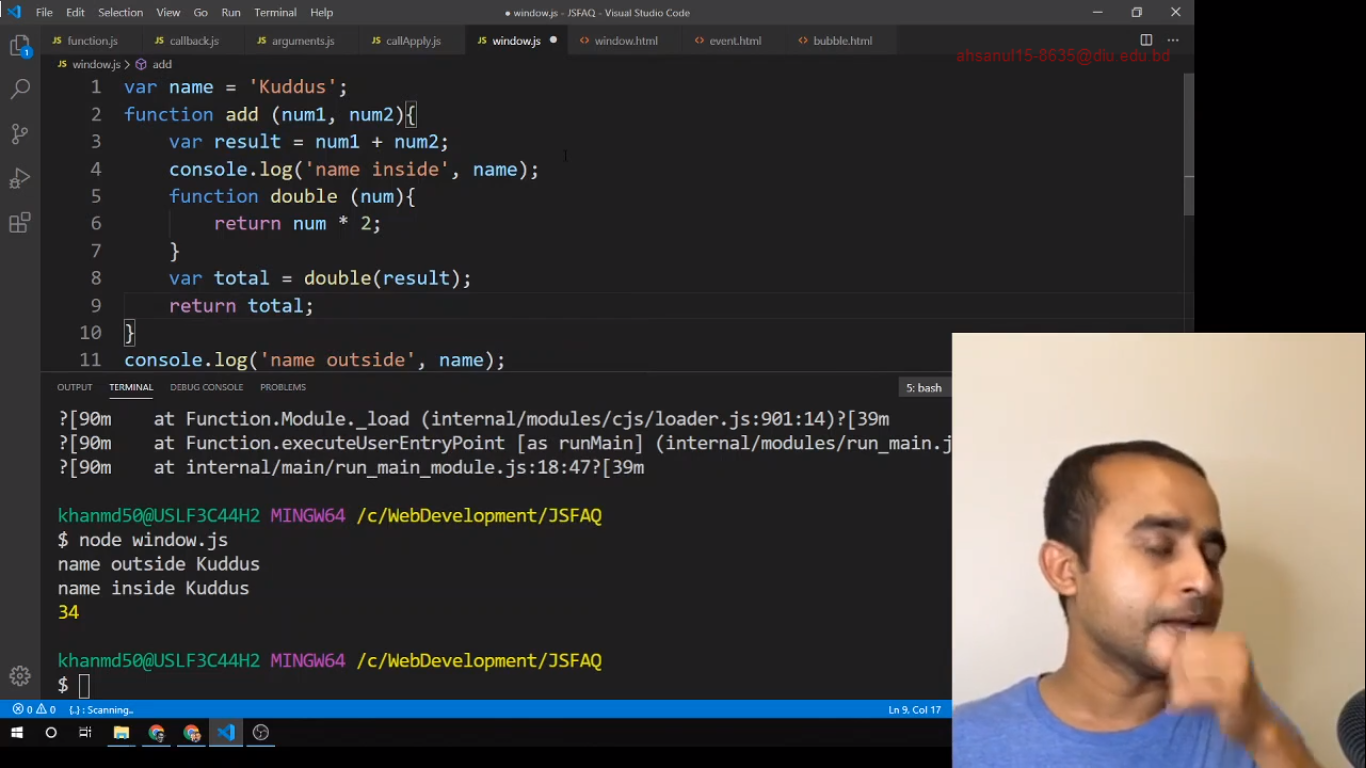 File Edit Selection View Go Run Terminal Help
● window.js - JSFAQ - Visual Studio Code
JS function.js JS callback.js JS arguments.js JS callApply.js JS window.js ● <> window.html <> event.html <> bubble.html ...
ahsanul15-8635@diu.edu.bd
JS window.js > add
1 var name = 'Kuddus';
2 function add (num1, num2){
3 var result = num1 + num2;
4 console.log('name inside', name);
5 function double (num){
6 return num * 2;
7 }
8 var total = double(result);
9 return total;
10 }
11 console.log('name outside', name);
OUTPUT TERMINAL DEBUG CONSOLE PROBLEMS 5: bash
?[90m at Function.Module._load (internal/modules/cjs/loader.js:901:14)?[39m
?[90m at Function.executeUserEntryPoint [as runMain] (internal/modules/run_main.j
?[90m at internal/main/run_main_module.js:18:47?[39m
khanmd50@USLF3C44H2 MINGW64 /c/WebDevelopment/JSFAQ
$ node window.js
name outside Kuddus
name inside Kuddus
34
khanmd50@USLF3C44H2 MINGW64 /c/WebDevelopment/JSFAQ
$
1
0 0 {..} : Scanning.. Ln 9, Col 17